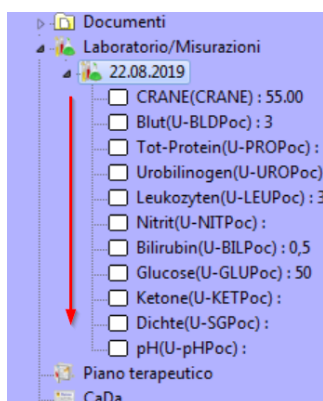 Documenti
Laboratorio/Misurazioni
22.08.2019
CRANE(CRANE) : 55.00
Blut(U-BLDPoc) : 3
Tot-Protein(U-PROPoc) :
Urobilinogen(U-UROPoc)
Leukozyten(U-LEUPoc) : 3
Nitrit(U-NITPoc) :
Bilirubin(U-BILPoc) : 0,5
Glucose(U-GLUPoc) : 50
Ketone(U-KETPoc) :
Dichte(U-SGPoc) :
pH(U-pHPoc) :
Piano terapeutico
CaDa